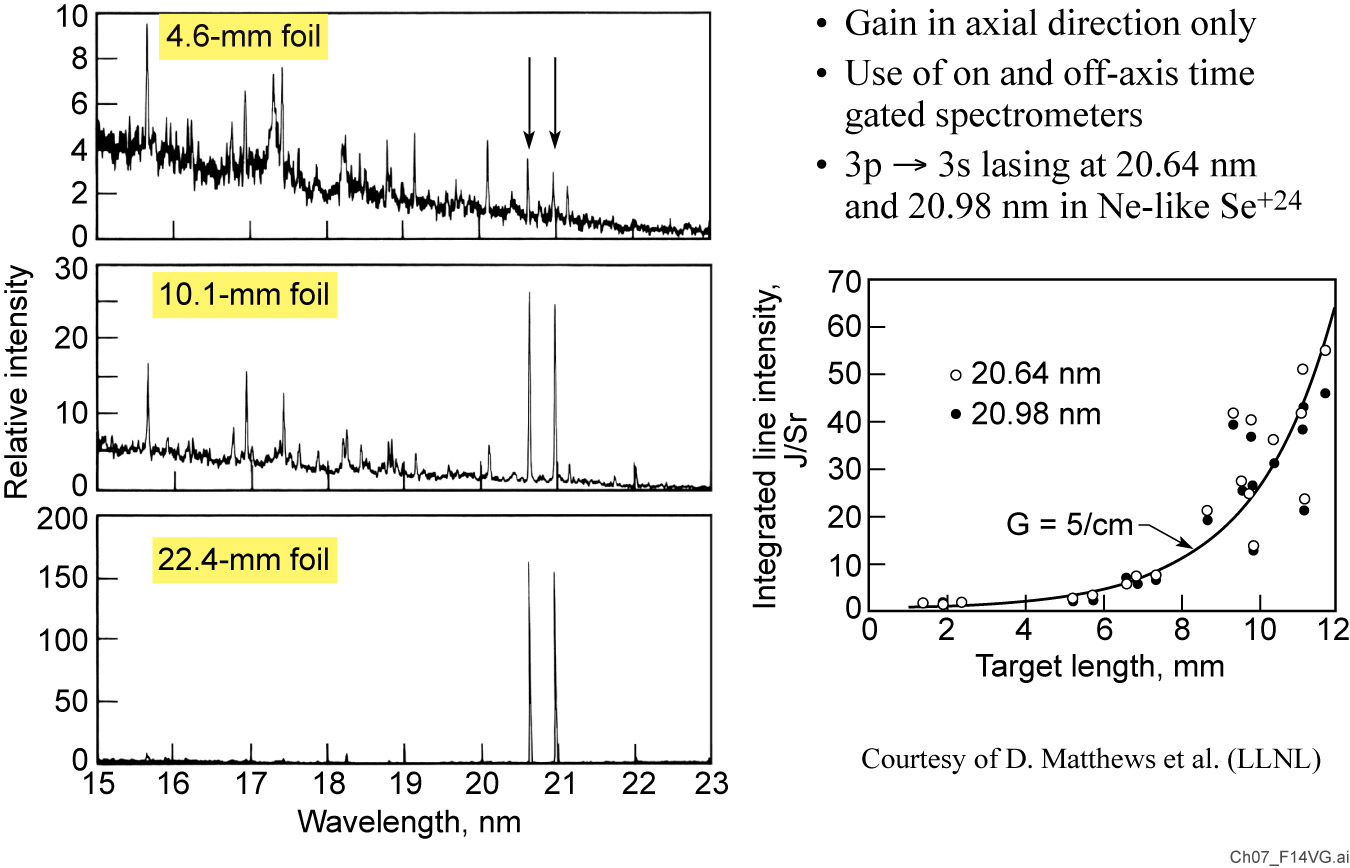 10
8
6
4
2
0
4.6-mm foil
30
20
10
0
10.1-mm foil
Relative intensity
200
150
100
50
0
22.4-mm foil
15 16 17 18 19 20 21 22 23
Wavelength, nm
• Gain in axial direction only
• Use of on and off-axis time
gated spectrometers
• 3p → 3s lasing at 20.64 nm
and 20.98 nm in Ne-like Se+24
Integrated line intensity,
J/Sr
70
60
50
40
30
20
10
0
20.64 nm
20.98 nm
G = 5/cm
0 2 4 6 8 10 12
Target length, mm
Courtesy of D. Matthews et al. (LLNL)
Ch07_F14VG.ai